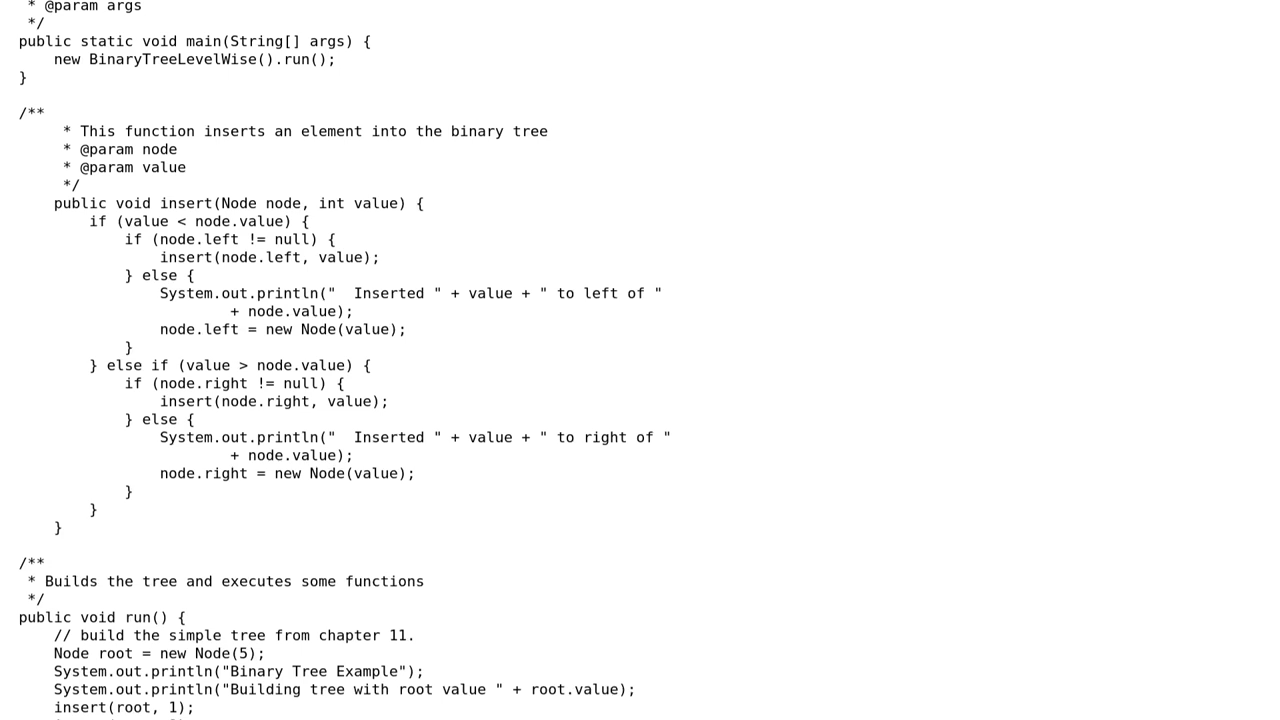 * @param args
 */
public static void main(String[] args) {
    new BinaryTreeLevelWise().run();
}

/**
     * This function inserts an element into the binary tree
     * @param node
     * @param value
     */
    public void insert(Node node, int value) {
        if (value < node.value) {
            if (node.left != null) {
                insert(node.left, value);
            } else {
                System.out.println("  Inserted " + value + " to left of "
                        + node.value);
                node.left = new Node(value);
            }
        } else if (value > node.value) {
            if (node.right != null) {
                insert(node.right, value);
            } else {
                System.out.println("  Inserted " + value + " to right of "
                        + node.value);
                node.right = new Node(value);
            }
        }
    }

/**
 * Builds the tree and executes some functions
 */
public void run() {
    // build the simple tree from chapter 11.
    Node root = new Node(5);
    System.out.println("Binary Tree Example");
    System.out.println("Building tree with root value " + root.value);
    insert(root, 1);